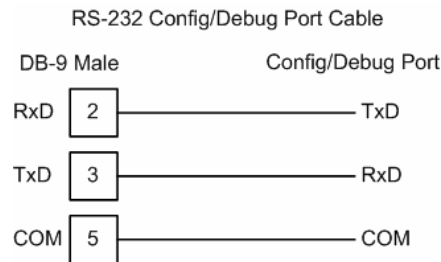 RS-232 Config/Debug Port Cable
DB-9 Male Config/Debug Port
RxD 2 TxD
TxD 3 RxD
COM 5 COM